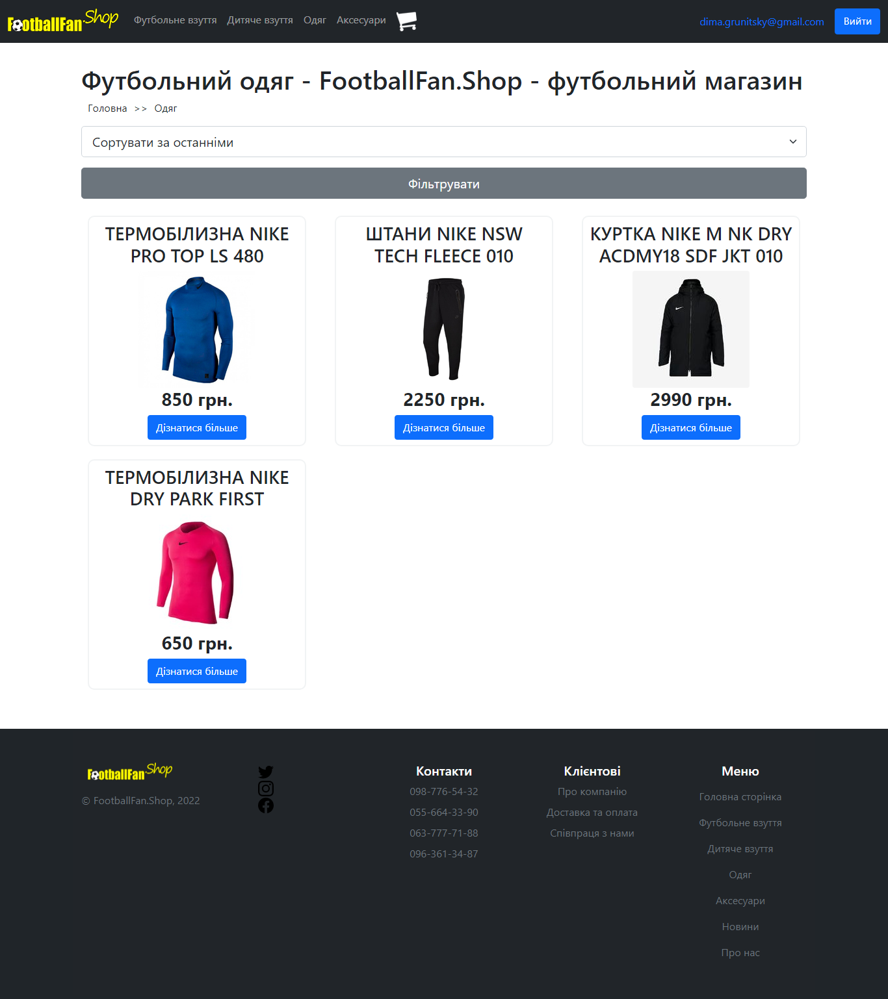 FootballFan.Shop
Футбольне взуття
Дитяче взуття
Одяг
Аксесуари
dima.grunitsky@gmail.com
Вийти
Футбольний одяг - FootballFan.Shop - футбольний магазин
Головна >> Одяг
Сортувати за останніми
Фільтрувати
ТЕРМОБІЛИЗНА NIKE
PRO TOP LS 480
850 грн.
Дізнатися більше
ШТАНИ NIKE NSW
TECH FLEECE 010
2250 грн.
Дізнатися більше
КУРТКА NIKE M NK DRY
ACDMY18 SDF JKT 010
2990 грн.
Дізнатися більше
ТЕРМОБІЛИЗНА NIKE
DRY PARK FIRST
650 грн.
Дізнатися більше
FootballFan.Shop
© FootballFan.Shop, 2022
Контакти
098-776-54-32
055-664-33-90
063-777-71-88
096-361-34-87
Клієнтові
Про компанію
Доставка та оплата
Співпраця з нами
Меню
Головна сторінка
Футбольне взуття
Дитяче взуття
Одяг
Аксесуари
Новини
Про нас